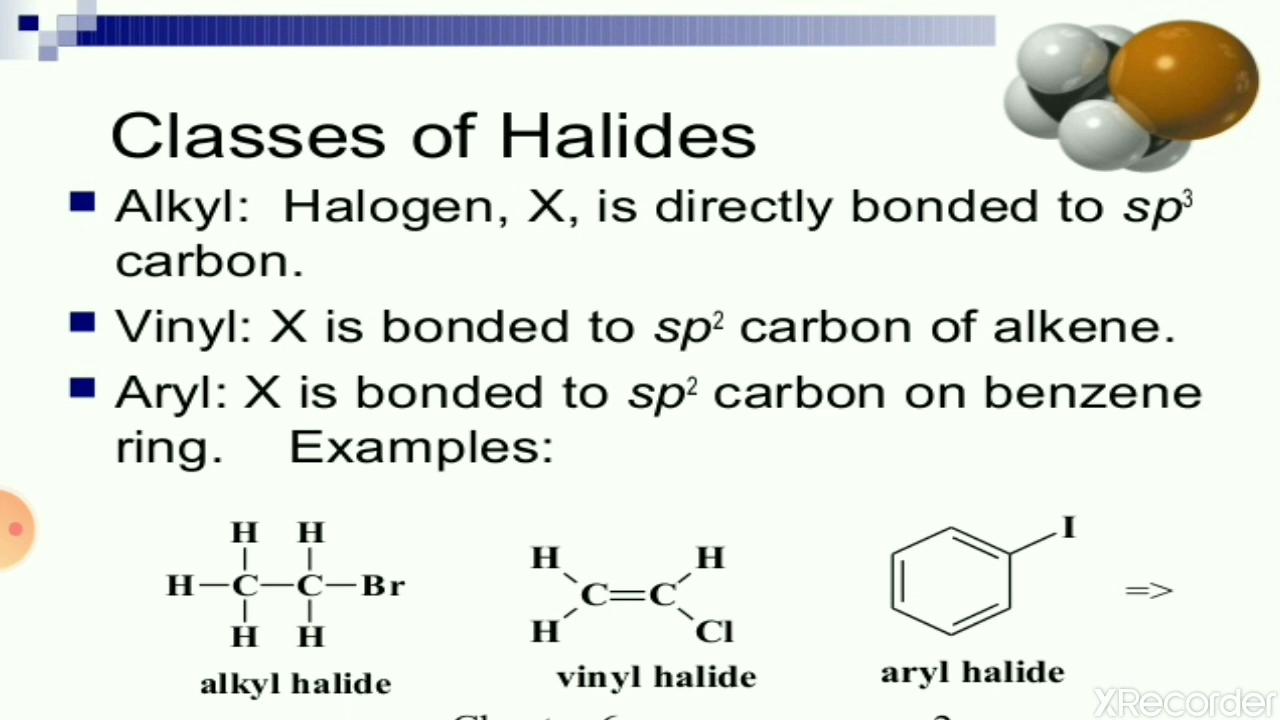 Classes of Halides
Alkyl: Halogen, X, is directly bonded to sp³
carbon.
Vinyl: X is bonded to sp² carbon of alkene.
Aryl: X is bonded to sp² carbon on benzene
ring. Examples:
H H
H—C—C—Br
H H
alkyl halide
H H
C=C
H Cl
vinyl halide
I
=>
aryl halide
XRecorder